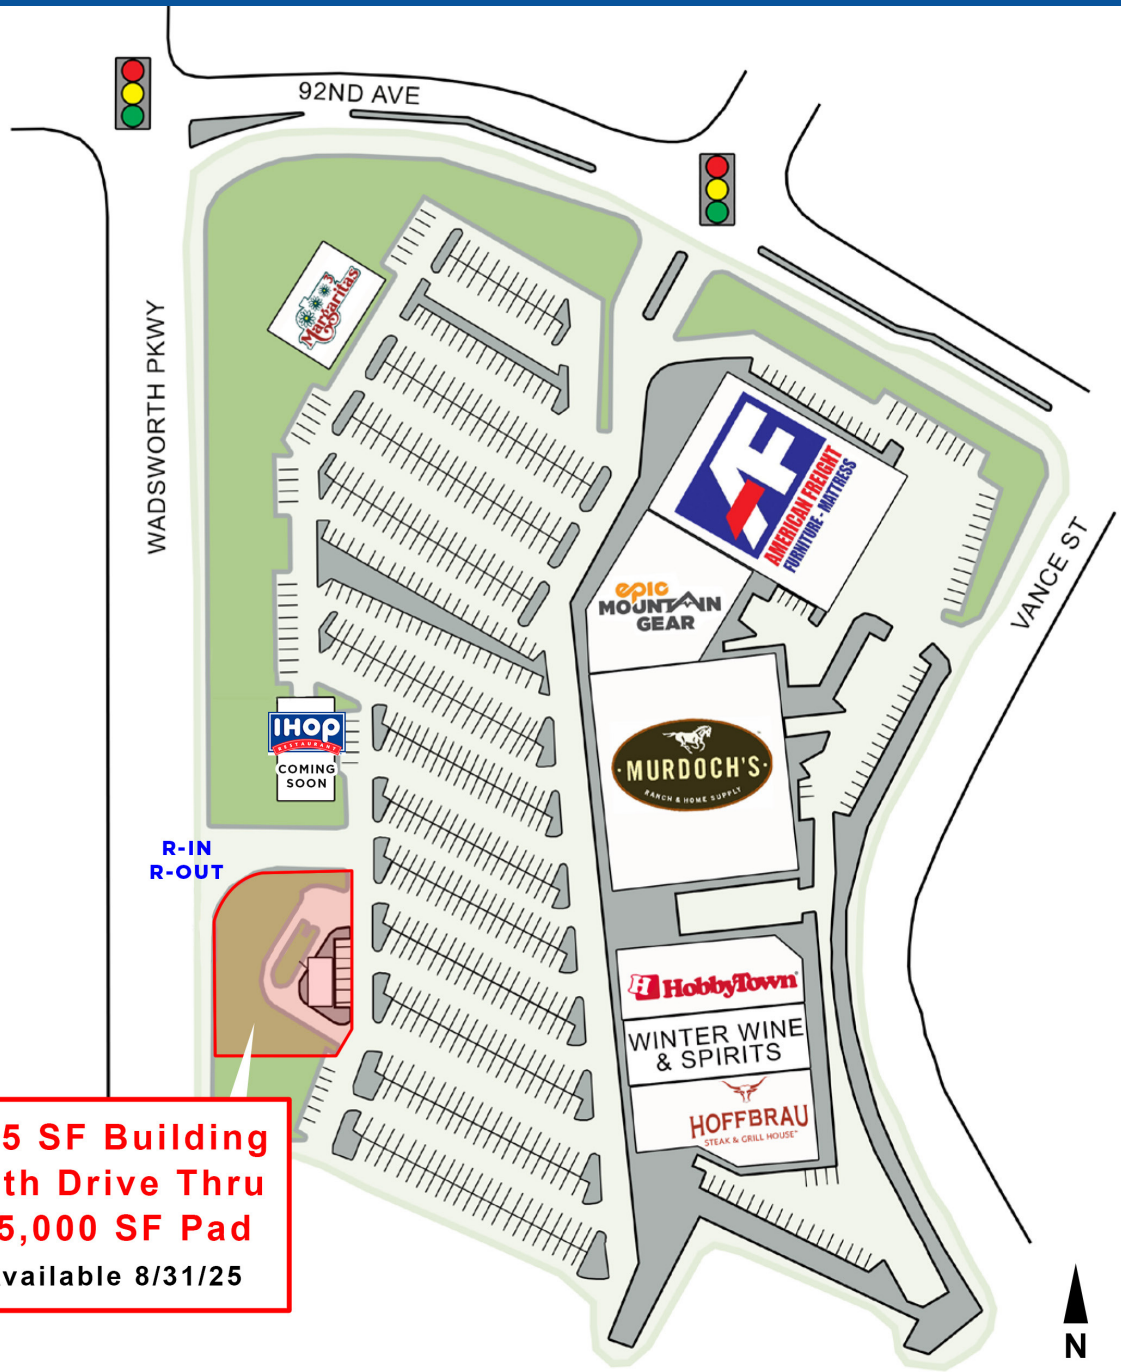 92ND AVE
WADSWORTH PKWY
3
Margaritas
AF
AMERICAN FREIGHT
FURNITURE - MATTRESS
epic
MOUNTAIN
GEAR
VANCE ST
IHOP
RESTAURANT
COMING
SOON
MURDOCH'S
RANCH & HOME SUPPLY
R-IN
R-OUT
H HobbyTown
WINTER WINE
& SPIRITS
HOFFBRAU
STEAK & GRILL HOUSE
5 SF Building
th Drive Thru
5,000 SF Pad
vailable 8/31/25
N